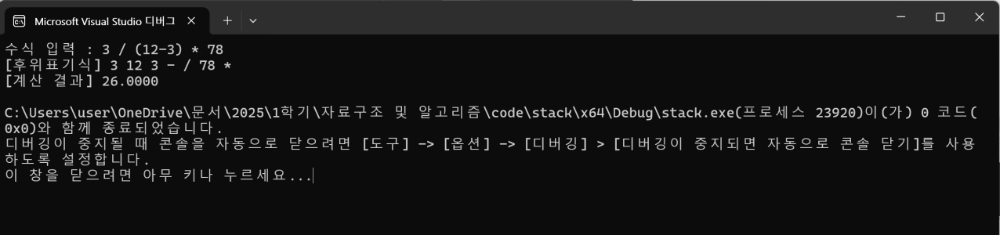 Microsoft Visual Studio 디버그
수식 입력 : 3 / (12-3) * 78
[후위표기식] 3 12 3 - / 78 *
[계산 결과] 26.0000
C:\Users\user\OneDrive\문서\2025\1학기\자료구조 및 알고리즘\code\stack\x64\Debug\stack.exe(프로세스 23920)이(가) 0 코드(
0x0)와 함께 종료되었습니다.
디버깅이 중지될 때 콘솔을 자동으로 닫으려면 [도구] -> [옵션] -> [디버깅] > [디버깅이 중지되면 자동으로 콘솔 닫기]를 사용
하도록 설정합니다.
이 창을 닫으려면 아무 키나 누르세요...